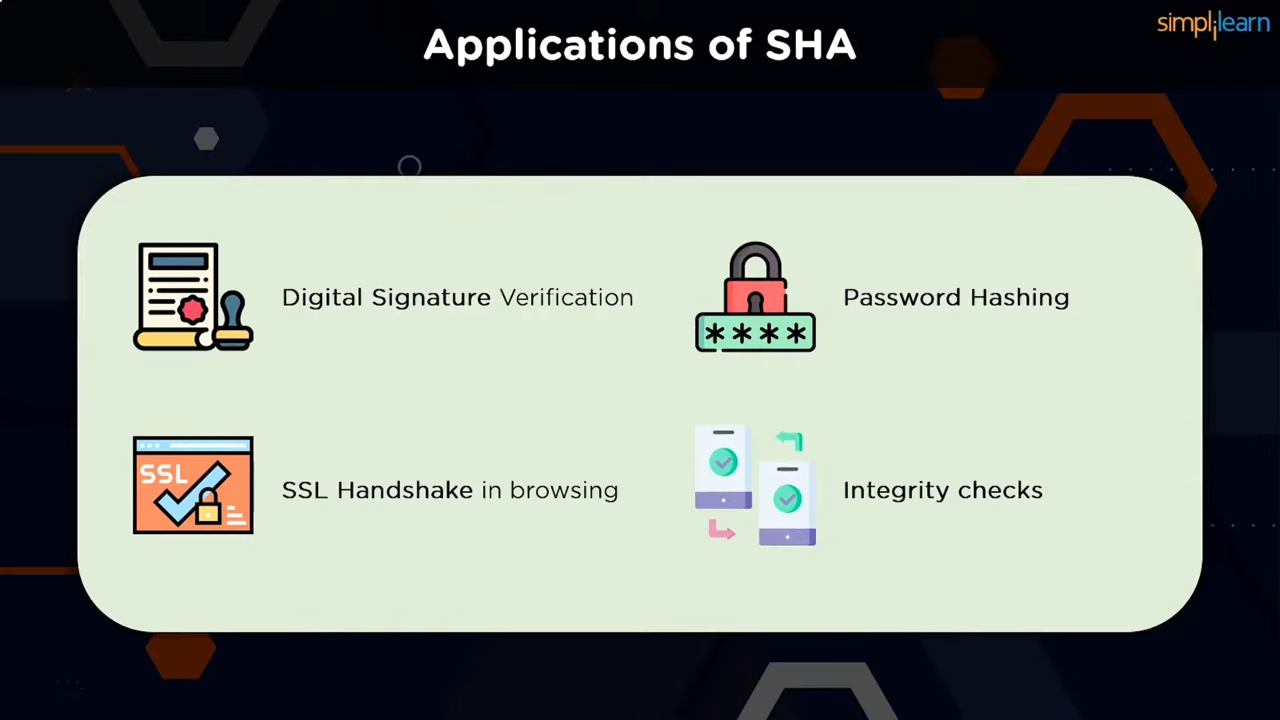 Applications of SHA
simplilearn
Digital Signature Verification
Password Hashing
****
SSL
SSL Handshake in browsing
Integrity checks